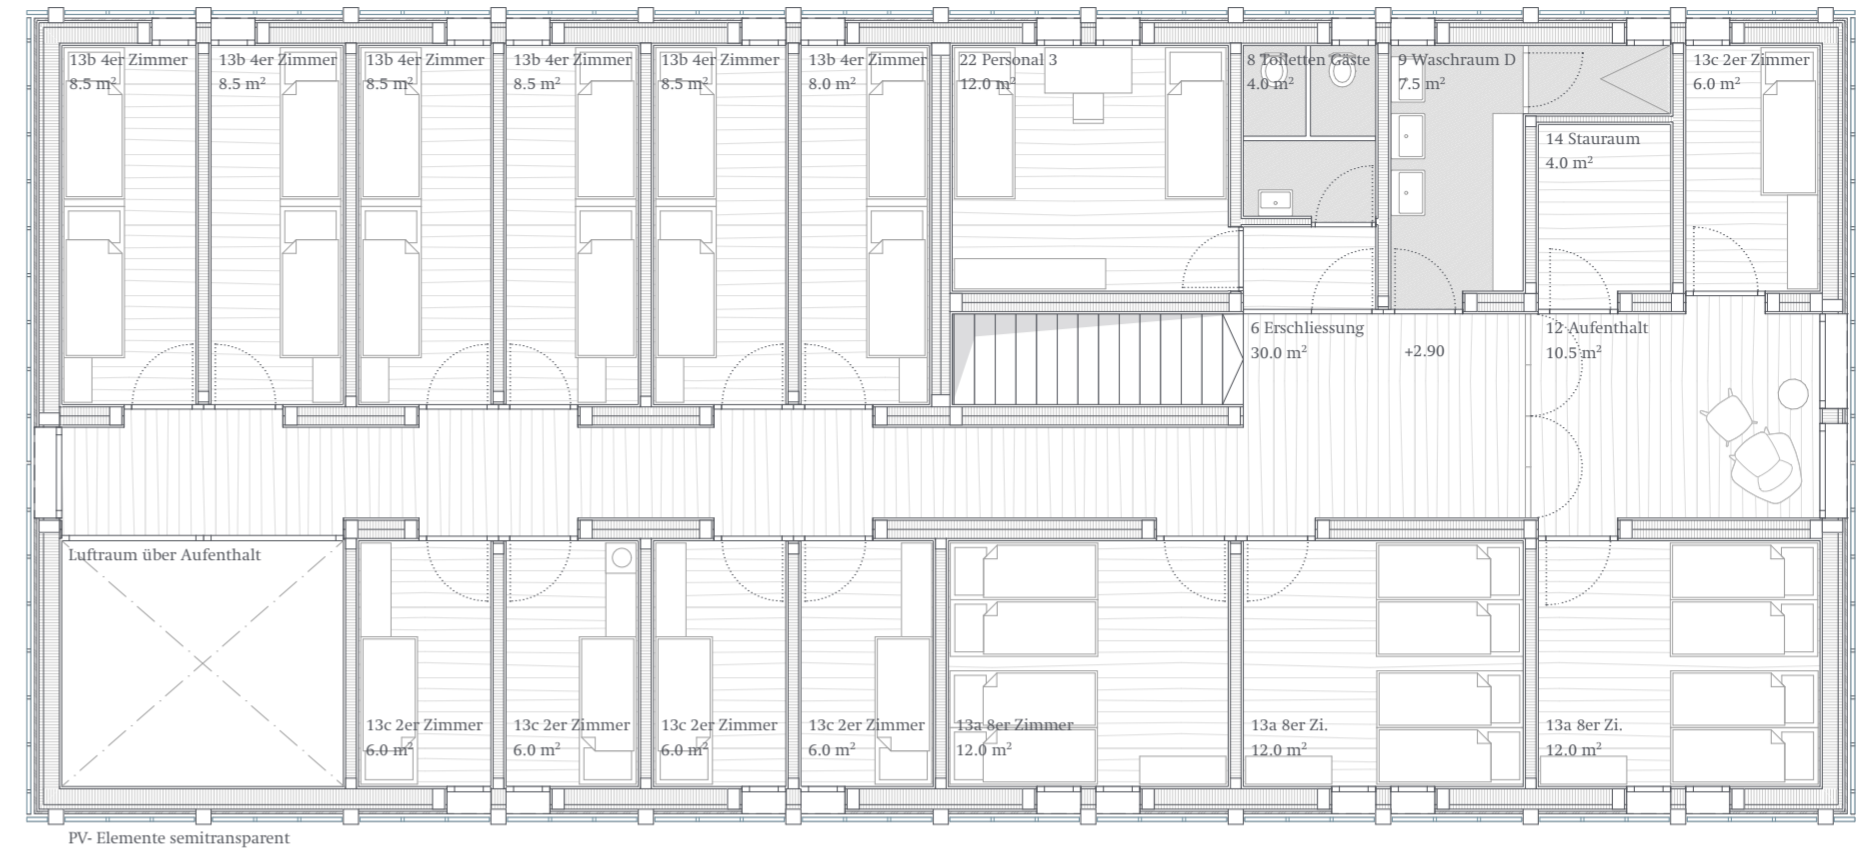 13b 4er Zimmer
8.5 m²
13b 4er Zimmer
8.5 m²
13b 4er Zimmer
8.5 m²
13b 4er Zimmer
8.5 m²
13b 4er Zimmer
8.5 m²
13b 4er Zimmer
8.0 m²
22 Personal 3
12.0 m²
8 Toiletten Gäste
4.0 m²
9 Waschraum D
7.5 m²
13c 2er Zimmer
6.0 m²
14 Stauraum
4.0 m²
6 Erschliessung
30.0 m²
+2.90
12 Aufenthalt
10.5 m²
Luftraum über Aufenthalt
13c 2er Zimmer
6.0 m²
13c 2er Zimmer
6.0 m²
13c 2er Zimmer
6.0 m²
13c 2er Zimmer
6.0 m²
13a 8er Zimmer
12.0 m²
13a 8er Zi.
12.0 m²
13a 8er Zi.
12.0 m²
PV- Elemente semitransparent